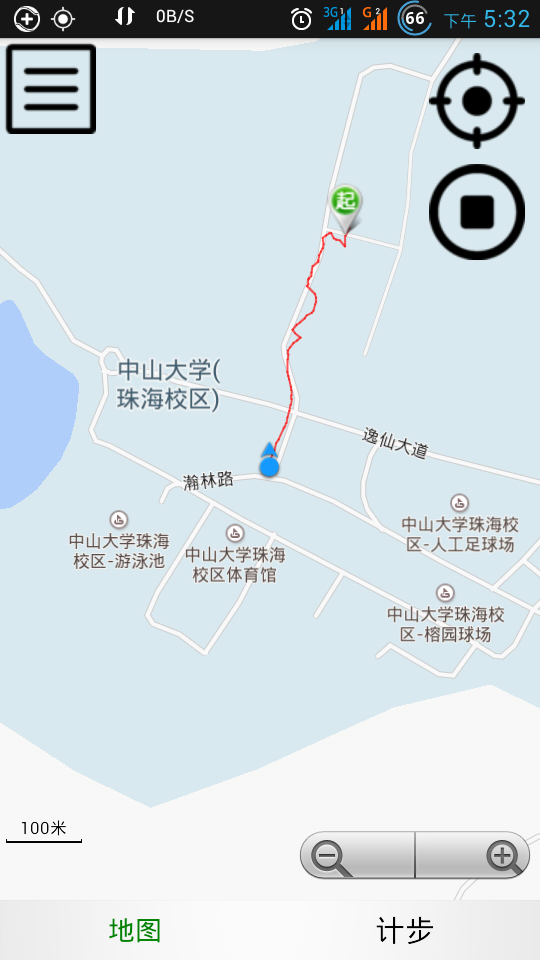 0B/S 3G 1 G 2 66 下午 5:32
起
中山大学(
珠海校区)
逸仙大道
瀚林路
中山大学珠海校
区-人工足球场
中山大学珠海
校区-游泳池
中山大学珠海
校区体育馆
中山大学珠海校
区-榕园球场
100米
地图 计步